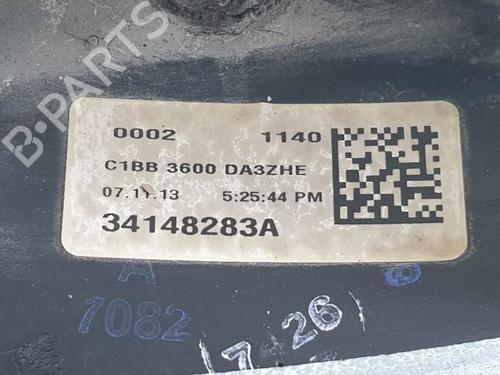 B-PARTS
0002 1140
C1BB 3600 DA3ZHE
07.11.13 5:25:44 PM
34148283A
A
7082
7 26